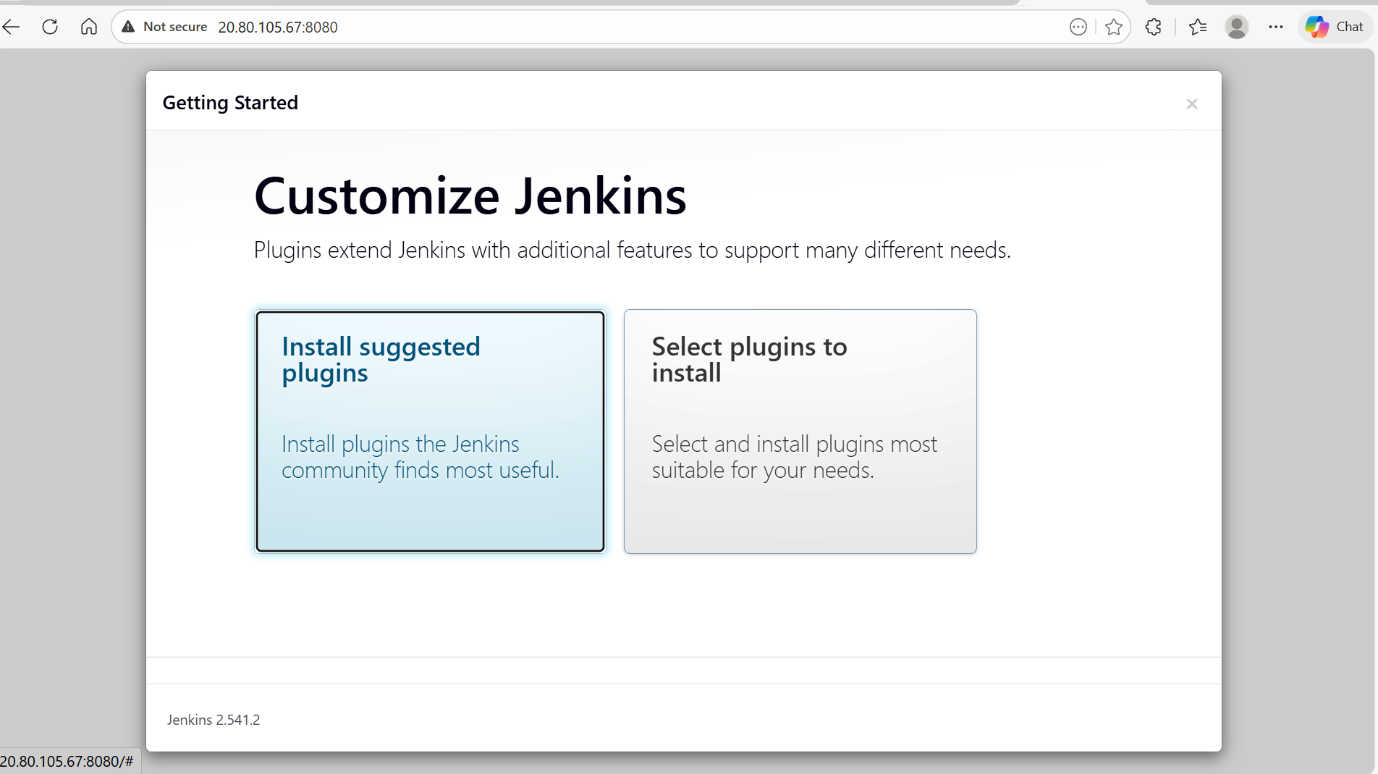 Not secure 20.80.105.67:8080
Chat
Getting Started
×
Customize Jenkins
Plugins extend Jenkins with additional features to support many different needs.
Install suggested
plugins
Install plugins the Jenkins
community finds most useful.
Select plugins to
install
Select and install plugins most
suitable for your needs.
Jenkins 2.541.2
20.80.105.67:8080/#